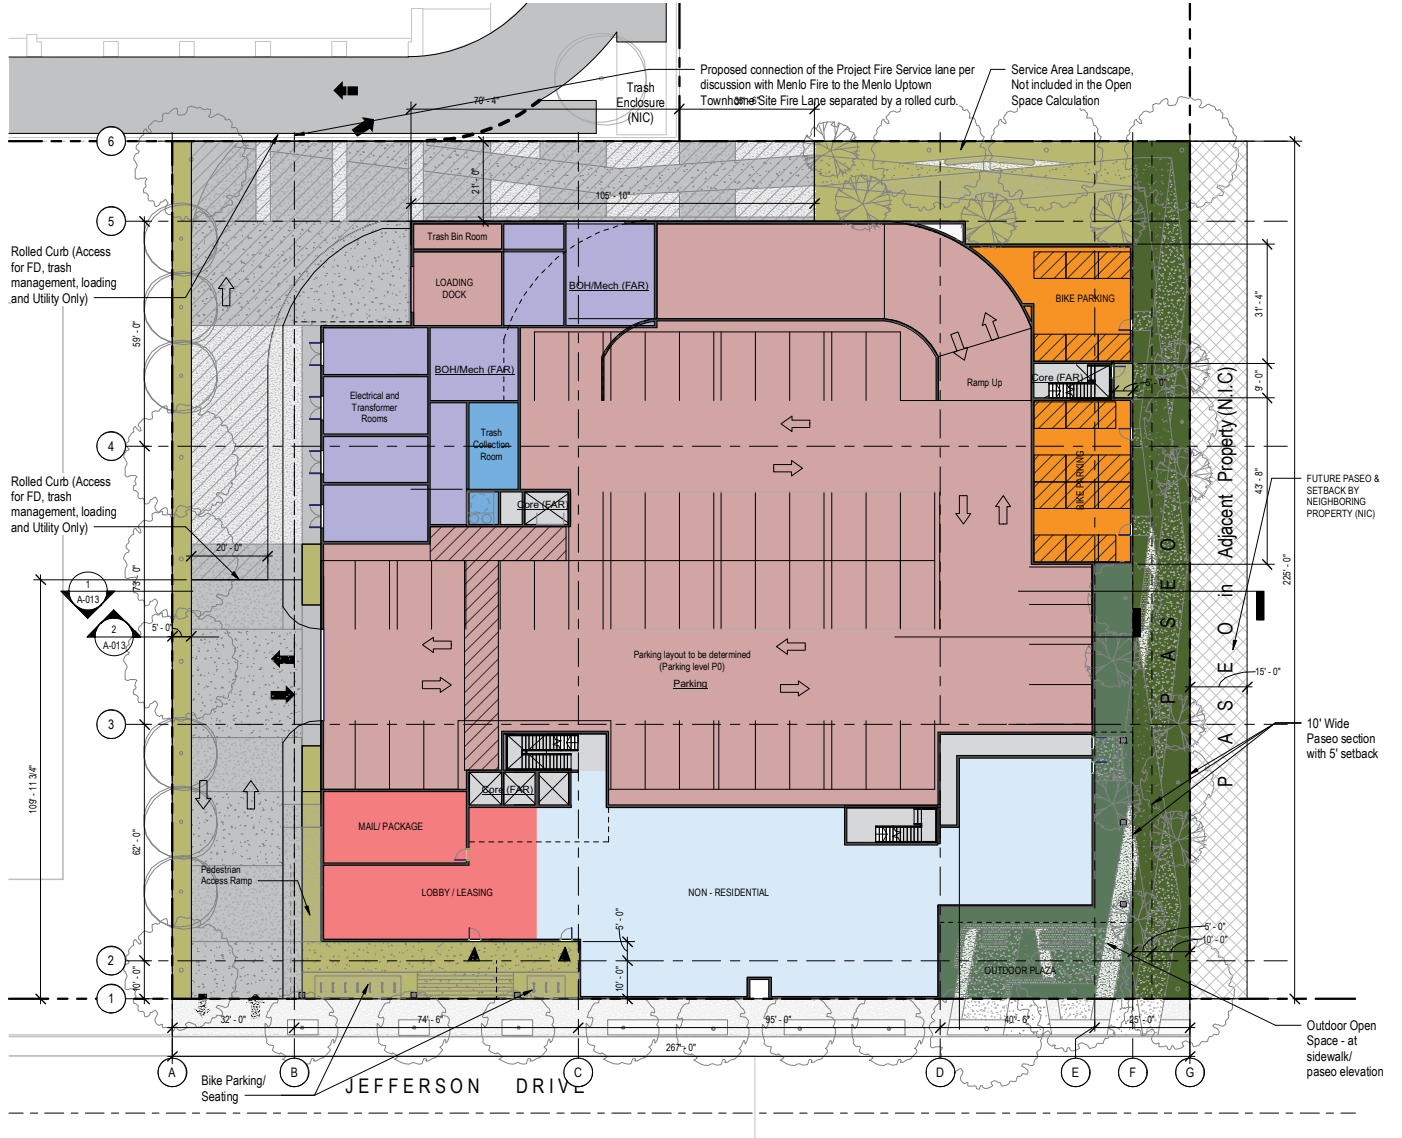 Proposed connection of the Project Fire Service lane per
discussion with Menlo Fire to the Menlo Uptown
Townhome Site Fire Lane separated by a rolled curb.
Service Area Landscape,
Not included in the Open
Space Calculation
Trash
Enclosure
(NIC)
70' - 4"
6
21' - 0"
105' - 10"
5
Rolled Curb (Access
for FD, trash
management, loading
and Utility Only)
Trash Bin Room
LOADING
DOCK
BOH/Mech (FAR)
BIKE PARKING
31' - 4"
59' - 0"
BOH/Mech (FAR)
Ramp Up
Core (FAR)
5' - 0"
9' - 0"
Electrical and
Transformer
Rooms
Trash
Collection
Room
4
BIKE PARKING
43' - 8"
Rolled Curb (Access
for FD, trash
management, loading
and Utility Only)
Core (FAR)
FUTURE PASEO &
SETBACK BY
NEIGHBORING
PROPERTY (NIC)
PASEO
PASEO in Adjacent Property (N.I.C)
225' - 0"
20' - 0"
73' - 0"
1
A-013
2
A-013
5' - 0"
Parking layout to be determined
(Parking level P0)
Parking
15' - 0"
3
10' Wide
Paseo section
with 5' setback
109' - 11 3/4"
62' - 0"
Core (FAR)
MAIL/ PACKAGE
Pedestrian
Access Ramp
LOBBY / LEASING
NON - RESIDENTIAL
5' - 0"
5' - 0"
10' - 0"
2
10' - 0"
10' - 0"
OUTDOOR PLAZA
1
32' - 0"
74' - 6"
95' - 0"
40' - 6"
25' - 0"
267' - 0"
Outdoor Open
Space - at
sidewalk/
paseo elevation
A
B
C
D
E
F
G
Bike Parking/
Seating
JEFFERSON DRIVE